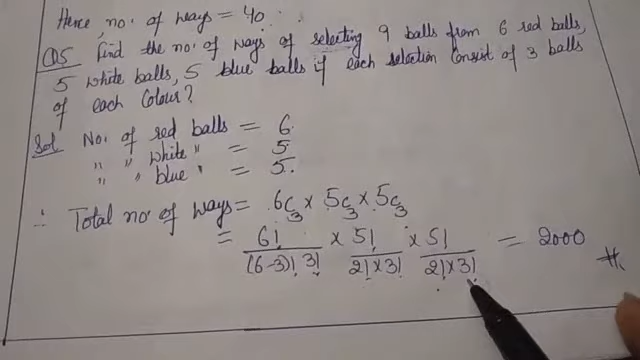 Hence, no. of ways = 40.
Q5 Find the no. of ways of selecting 9 balls from 6 red balls,
5 white balls, 5 blue balls if each selection consist of 3 balls
of each Colour?
Sol No. of red balls = 6.
" " white " = 5
" " blue " = 5.
∴ Total no. of ways = 6C3 × 5C3 × 5C3
= 6!/(6-3)! 3! × 5!/2! × 3! × 5!/2! × 3! = 2000